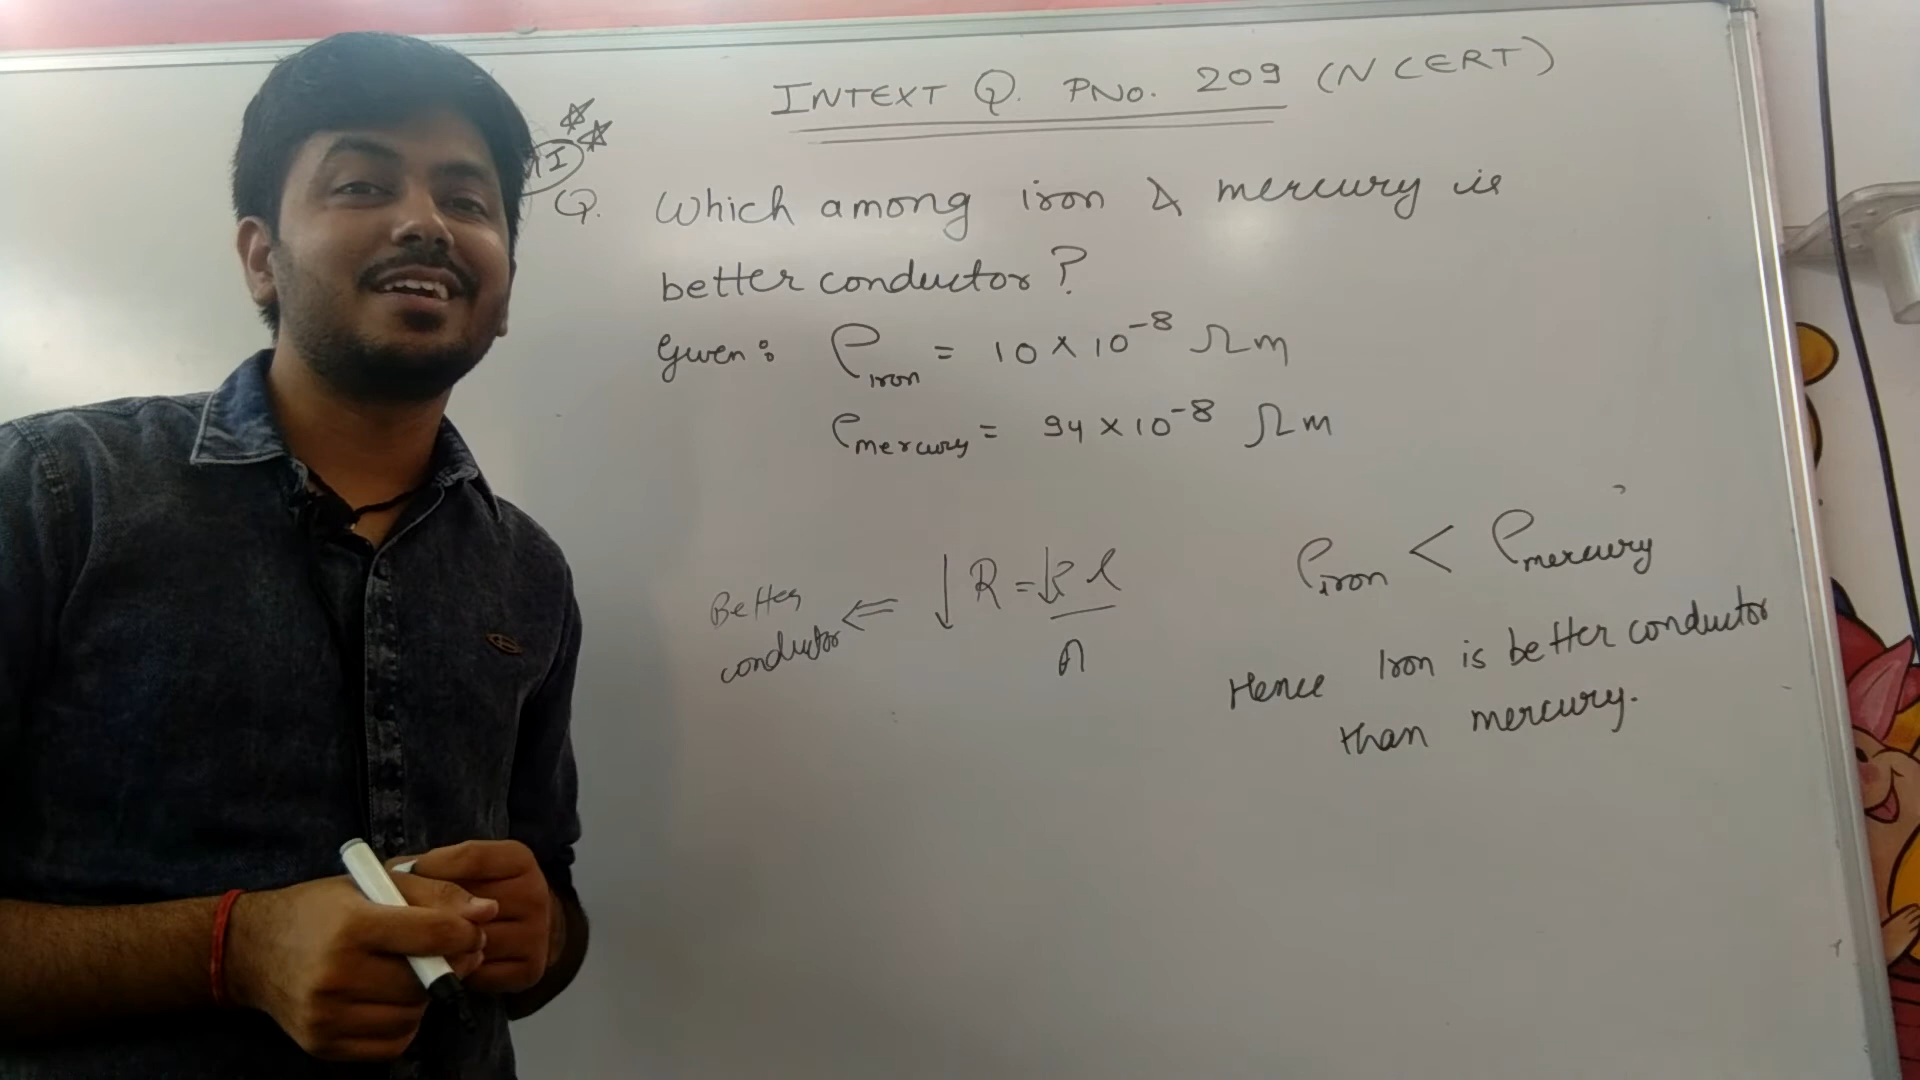 INTEXT Q. PNo. 209 (NCERT)
Q. Which among iron & mercury is
better conductor?
Given: ρiron = 10 × 10⁻⁸ Ωm
ρmercury = 94 × 10⁻⁸ Ωm
Better
conductor ⇐ ↓ R = ↓ρ l
A
ρiron < ρmercury
Hence Iron is better conductor
than mercury.